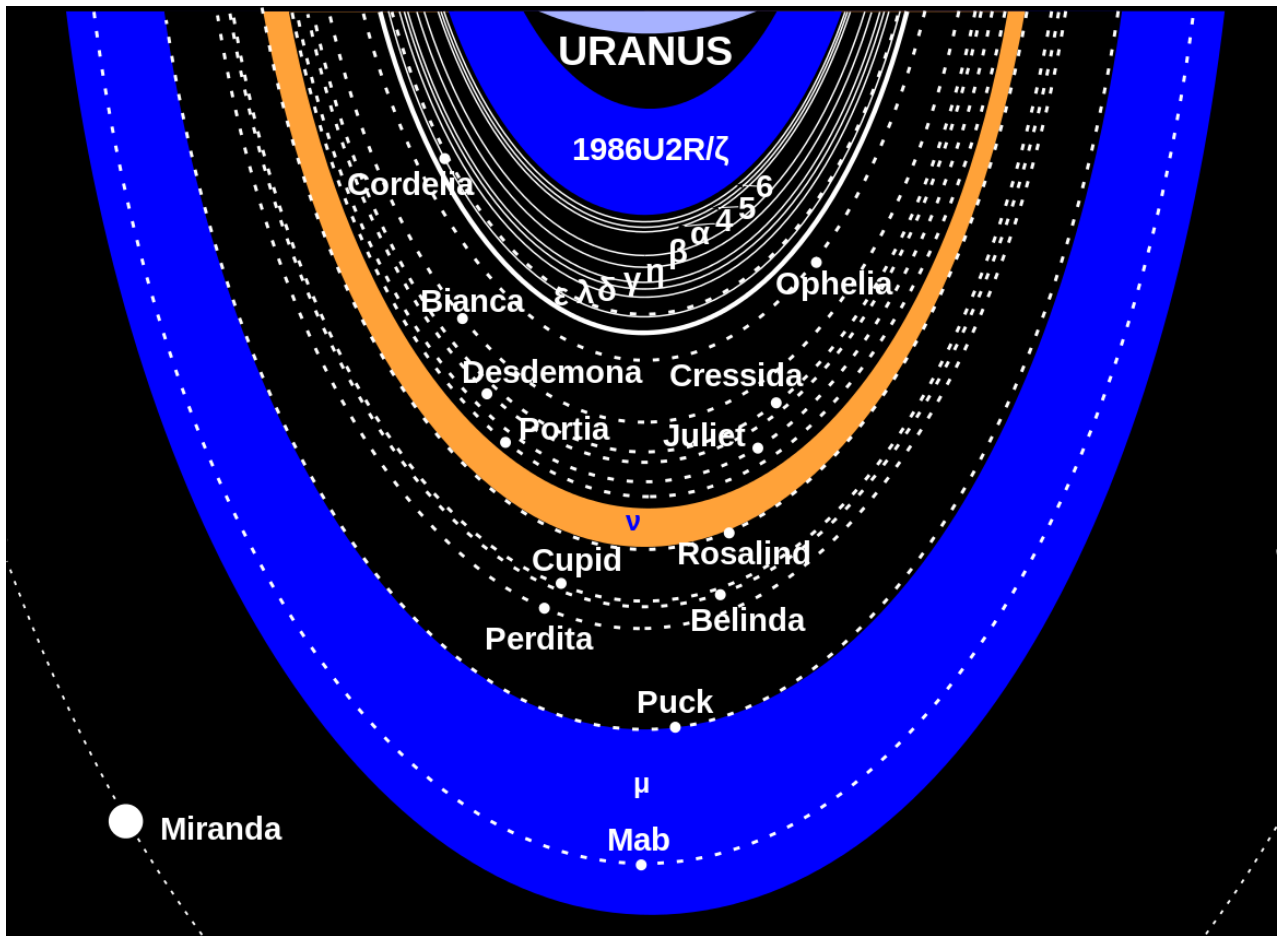 URANUS
1986U2R/ζ
6
5
4
α
β
η
γ
δ
λ
ε
Cordelia
Ophelia
Bianca
Desdemona
Cressida
Portia
Juliet
ν
Rosalind
Cupid
Belinda
Perdita
Puck
μ
Mab
Miranda